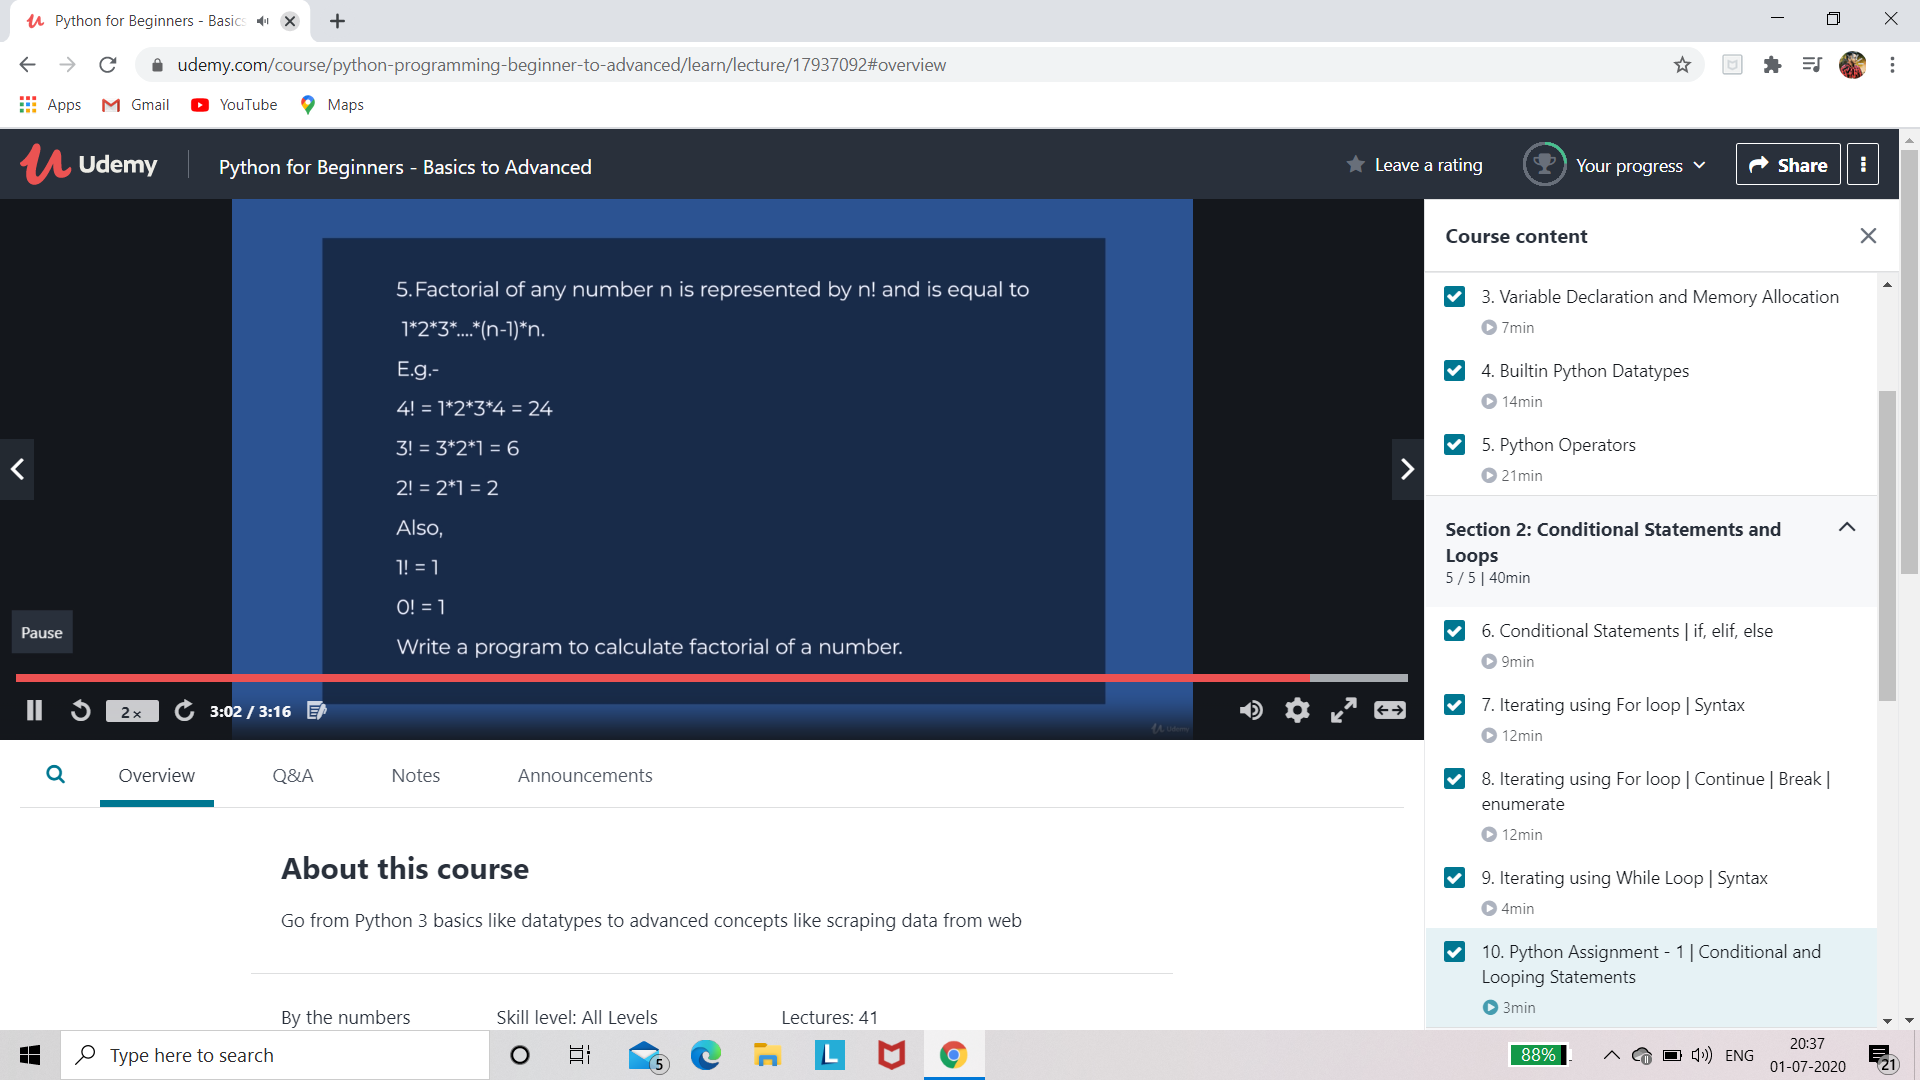 Python for Beginners - Basics
udemy.com/course/python-programming-beginner-to-advanced/learn/lecture/17937092#overview
Apps Gmail YouTube Maps
Udemy Python for Beginners - Basics to Advanced Leave a rating Your progress Share
5.Factorial of any number n is represented by n! and is equal to
1*2*3*....*(n-1)*n.
E.g.-
4! = 1*2*3*4 = 24
3! = 3*2*1 = 6
2! = 2*1 = 2
Also,
1! = 1
0! = 1
Write a program to calculate factorial of a number.
Pause
2x 3:02 / 3:16
Udemy
Course content
3. Variable Declaration and Memory Allocation
7min
4. Builtin Python Datatypes
14min
5. Python Operators
21min
Section 2: Conditional Statements and
Loops
5 / 5 | 40min
6. Conditional Statements | if, elif, else
9min
7. Iterating using For loop | Syntax
12min
8. Iterating using For loop | Continue | Break |
enumerate
12min
9. Iterating using While Loop | Syntax
4min
10. Python Assignment - 1 | Conditional and
Looping Statements
3min
Overview Q&A Notes Announcements
About this course
Go from Python 3 basics like datatypes to advanced concepts like scraping data from web
By the numbers Skill level: All Levels Lectures: 41
Type here to search 5 L 88% ENG 20:37
01-07-2020 21